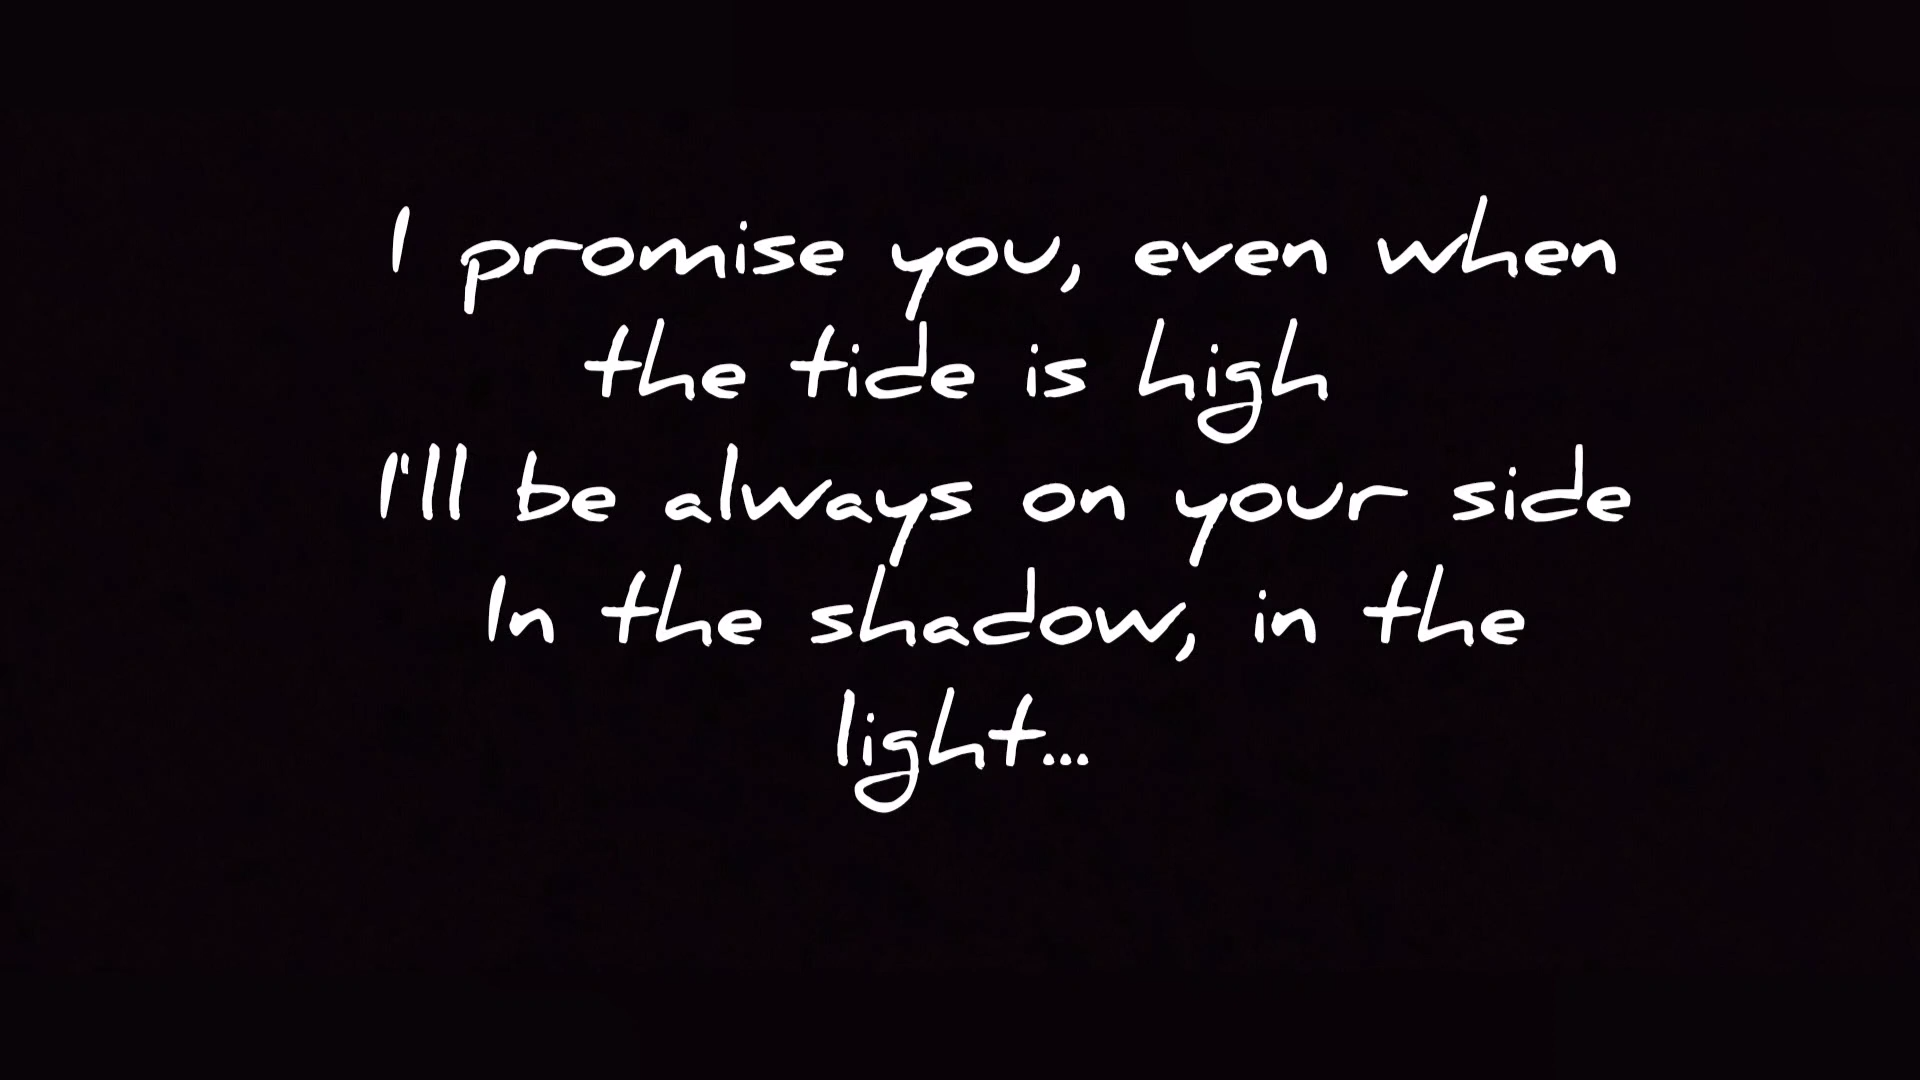 I promise you, even when
the tide is high
I'll be always on your side
In the shadow, in the
light...